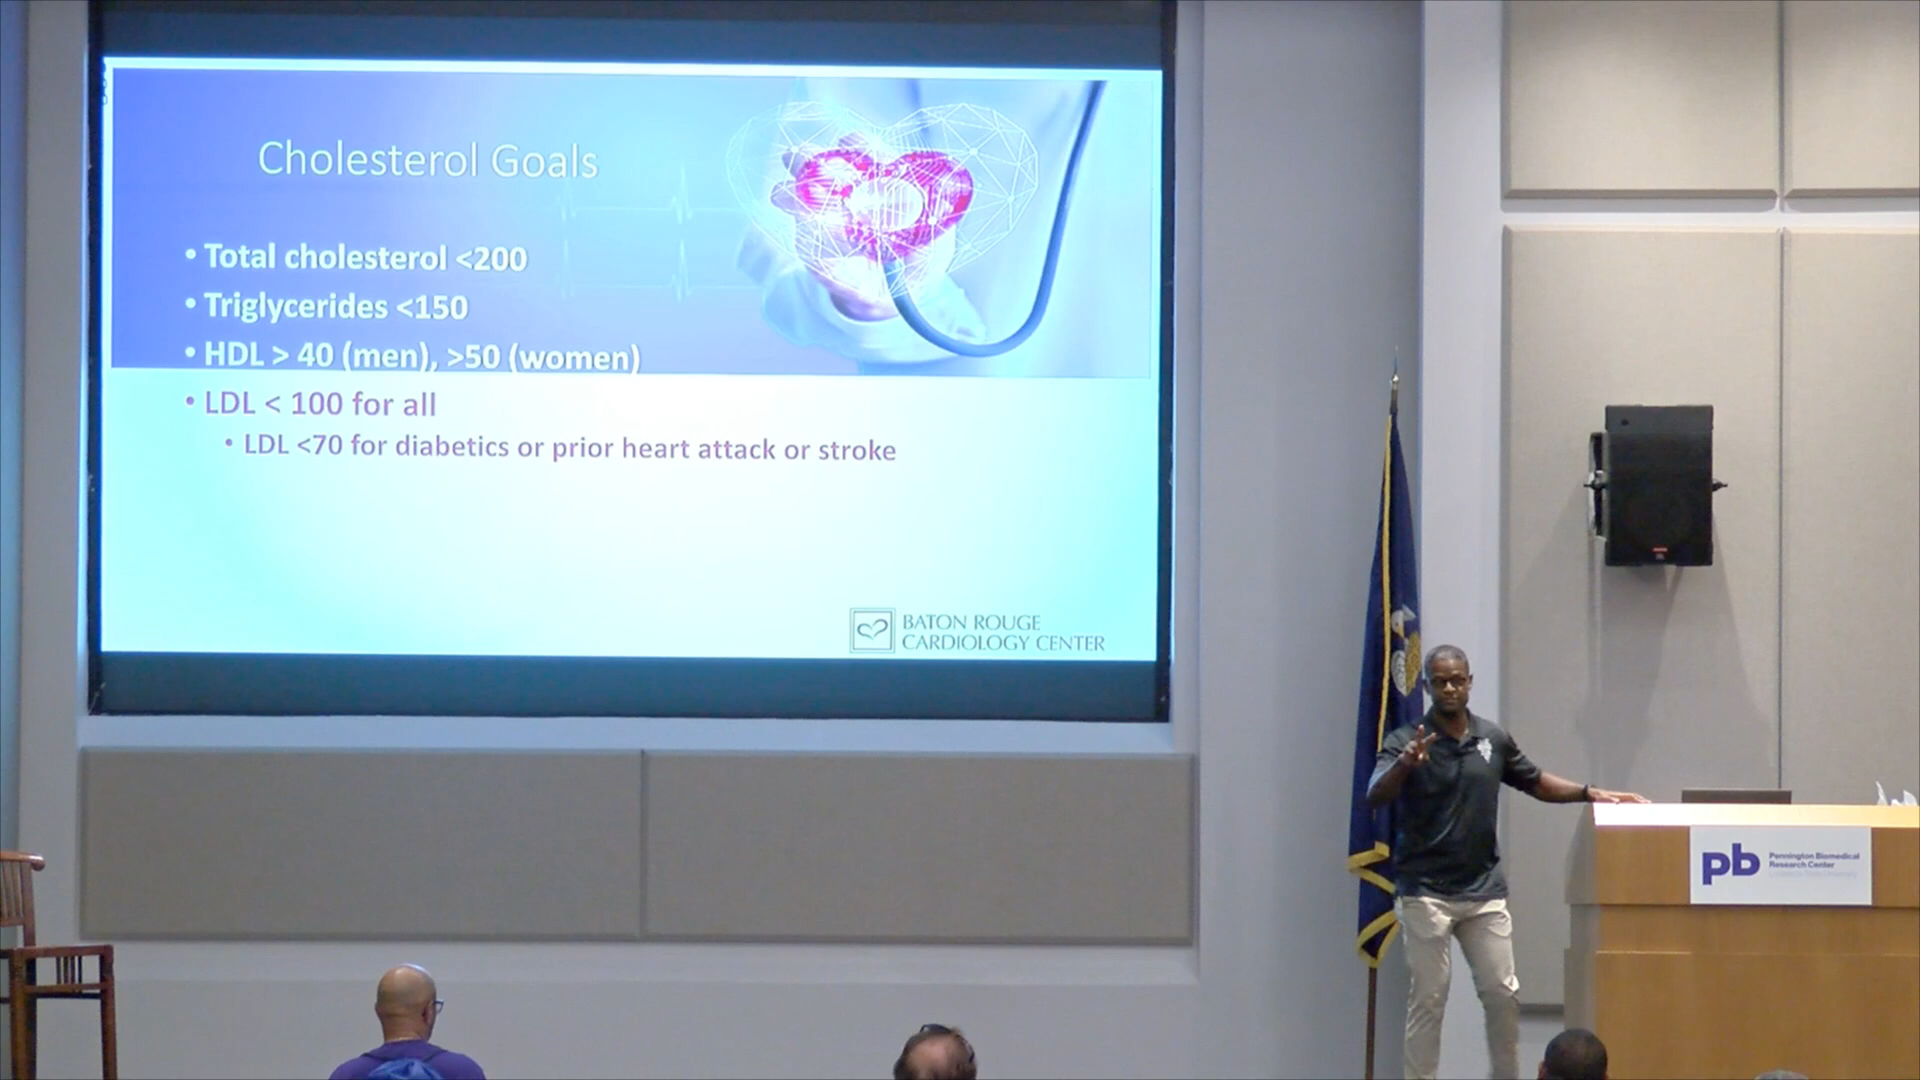 Cholesterol Goals
• Total cholesterol <200
• Triglycerides <150
• HDL > 40 (men), >50 (women)
• LDL < 100 for all
• LDL <70 for diabetics or prior heart attack or stroke
BATON ROUGE
CARDIOLOGY CENTER
pb
Pennington Biomedical
Research Center